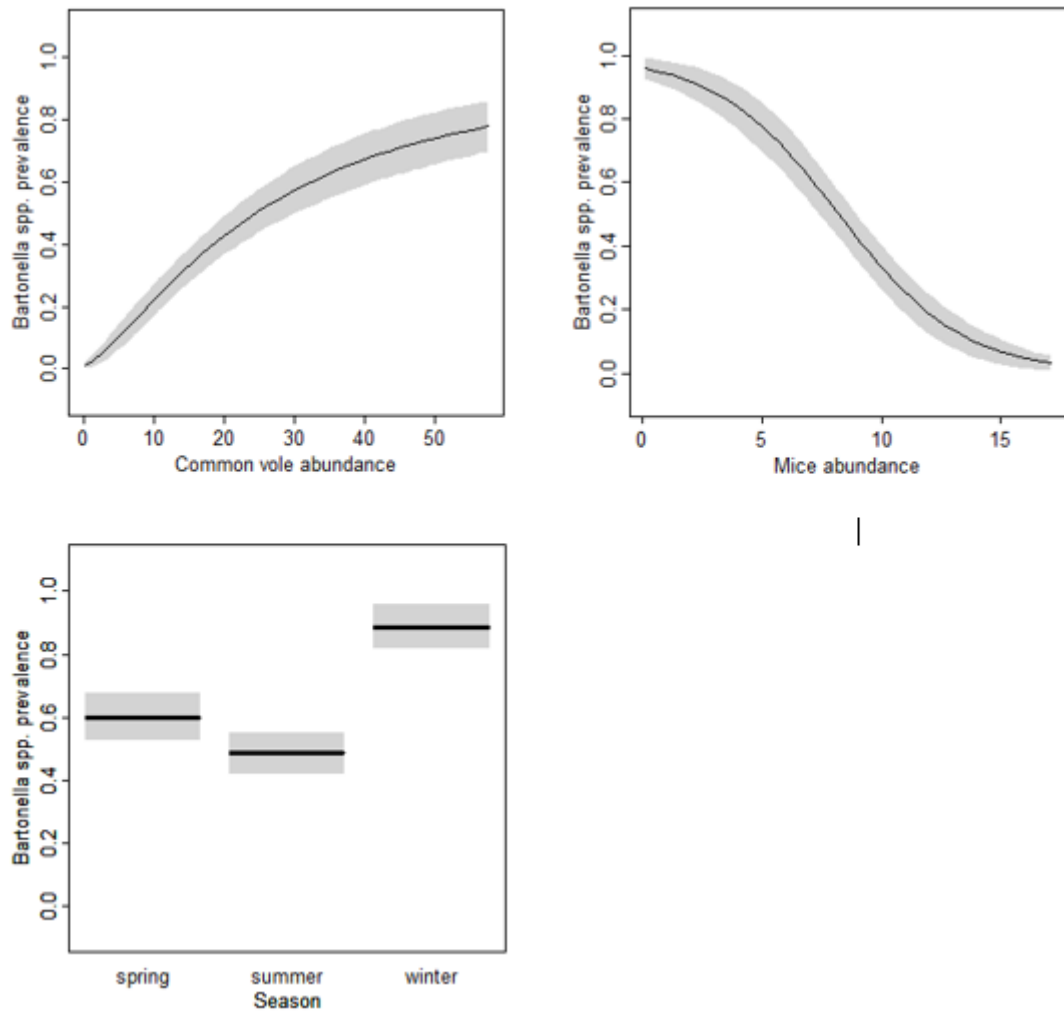 Bartonella spp. prevalence
1.0
0.8
0.6
0.4
0.2
0.0
0 10 20 30 40 50
Common vole abundance
Bartonella spp. prevalence
1.0
0.8
0.6
0.4
0.2
0.0
0 5 10 15
Mice abundance
Bartonella spp. prevalence
1.0
0.8
0.6
0.4
0.2
0.0
spring summer winter
Season